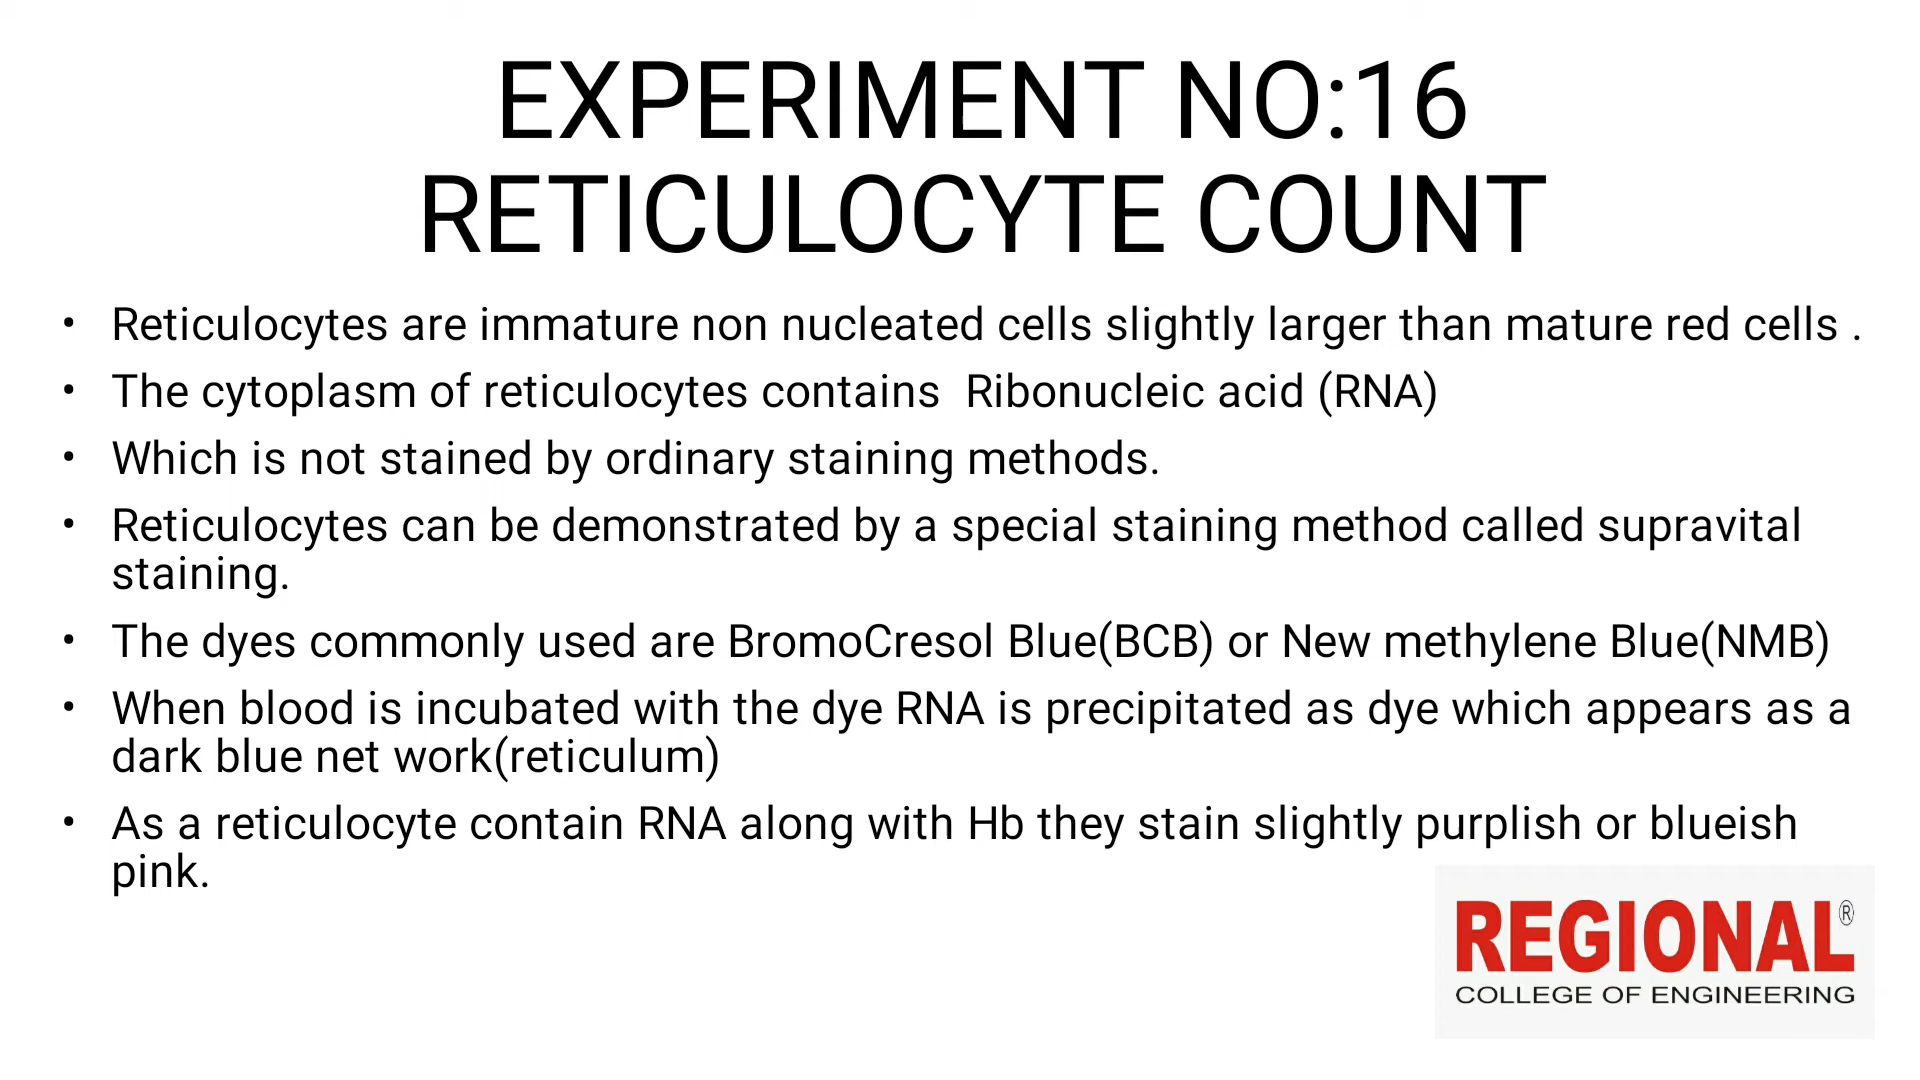 EXPERIMENT NO:16
RETICULOCYTE COUNT
• Reticulocytes are immature non nucleated cells slightly larger than mature red cells .
• The cytoplasm of reticulocytes contains  Ribonucleic acid (RNA)
• Which is not stained by ordinary staining methods.
• Reticulocytes can be demonstrated by a special staining method called supravital
staining.
• The dyes commonly used are BromoCresol Blue(BCB) or New methylene Blue(NMB)
• When blood is incubated with the dye RNA is precipitated as dye which appears as a
dark blue net work(reticulum)
• As a reticulocyte contain RNA along with Hb they stain slightly purplish or blueish
pink.
REGIONAL®
COLLEGE OF ENGINEERING